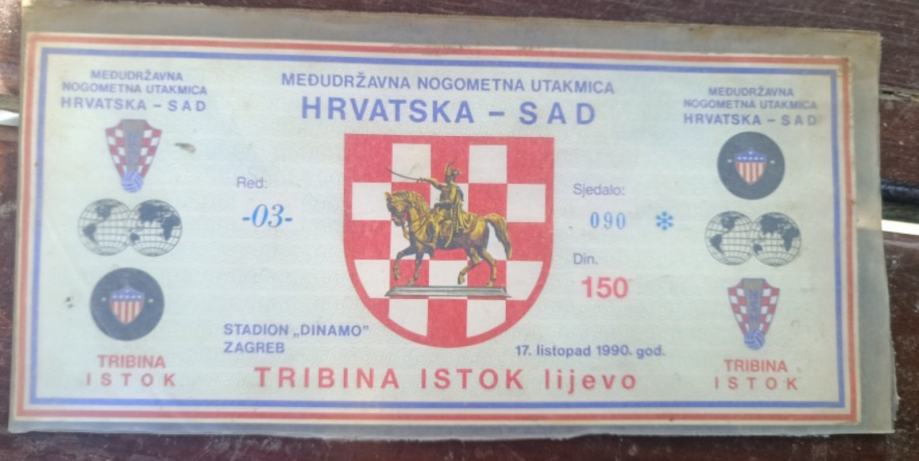 MEĐUDRŽAVNA
NOGOMETNA UTAKMICA
HRVATSKA – SAD
TRIBINA
ISTOK
MEĐUDRŽAVNA NOGOMETNA UTAKMICA
HRVATSKA – SAD
Red:
-03-
Sjedalo:
090 *
Din.
150
STADION „DINAMO”
ZAGREB
17. listopad 1990. god.
TRIBINA ISTOK lijevo
MEĐUDRŽAVNA
NOGOMETNA UTAKMICA
HRVATSKA – SAD
TRIBINA
ISTOK